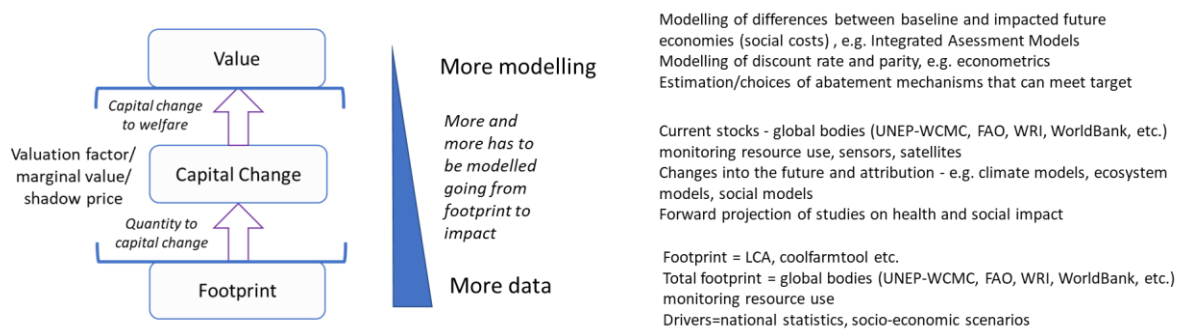 Value
Capital change
to welfare
Valuation factor/
marginal value/
shadow price
Capital Change
Quantity to
capital change
Footprint
More modelling
More and
more has to
be modelled
going from
footprint to
impact
More data
Modelling of differences between baseline and impacted future
economies (social costs) , e.g. Integrated Asessment Models
Modelling of discount rate and parity, e.g. econometrics
Estimation/choices of abatement mechanisms that can meet target
Current stocks - global bodies (UNEP-WCMC, FAO, WRI, WorldBank, etc.)
monitoring resource use, sensors, satellites
Changes into the future and attribution - e.g. climate models, ecosystem
models, social models
Forward projection of studies on health and social impact
Footprint = LCA, coolfarmtool etc.
Total footprint = global bodies (UNEP-WCMC, FAO, WRI, WorldBank, etc.)
monitoring resource use
Drivers=national statistics, socio-economic scenarios